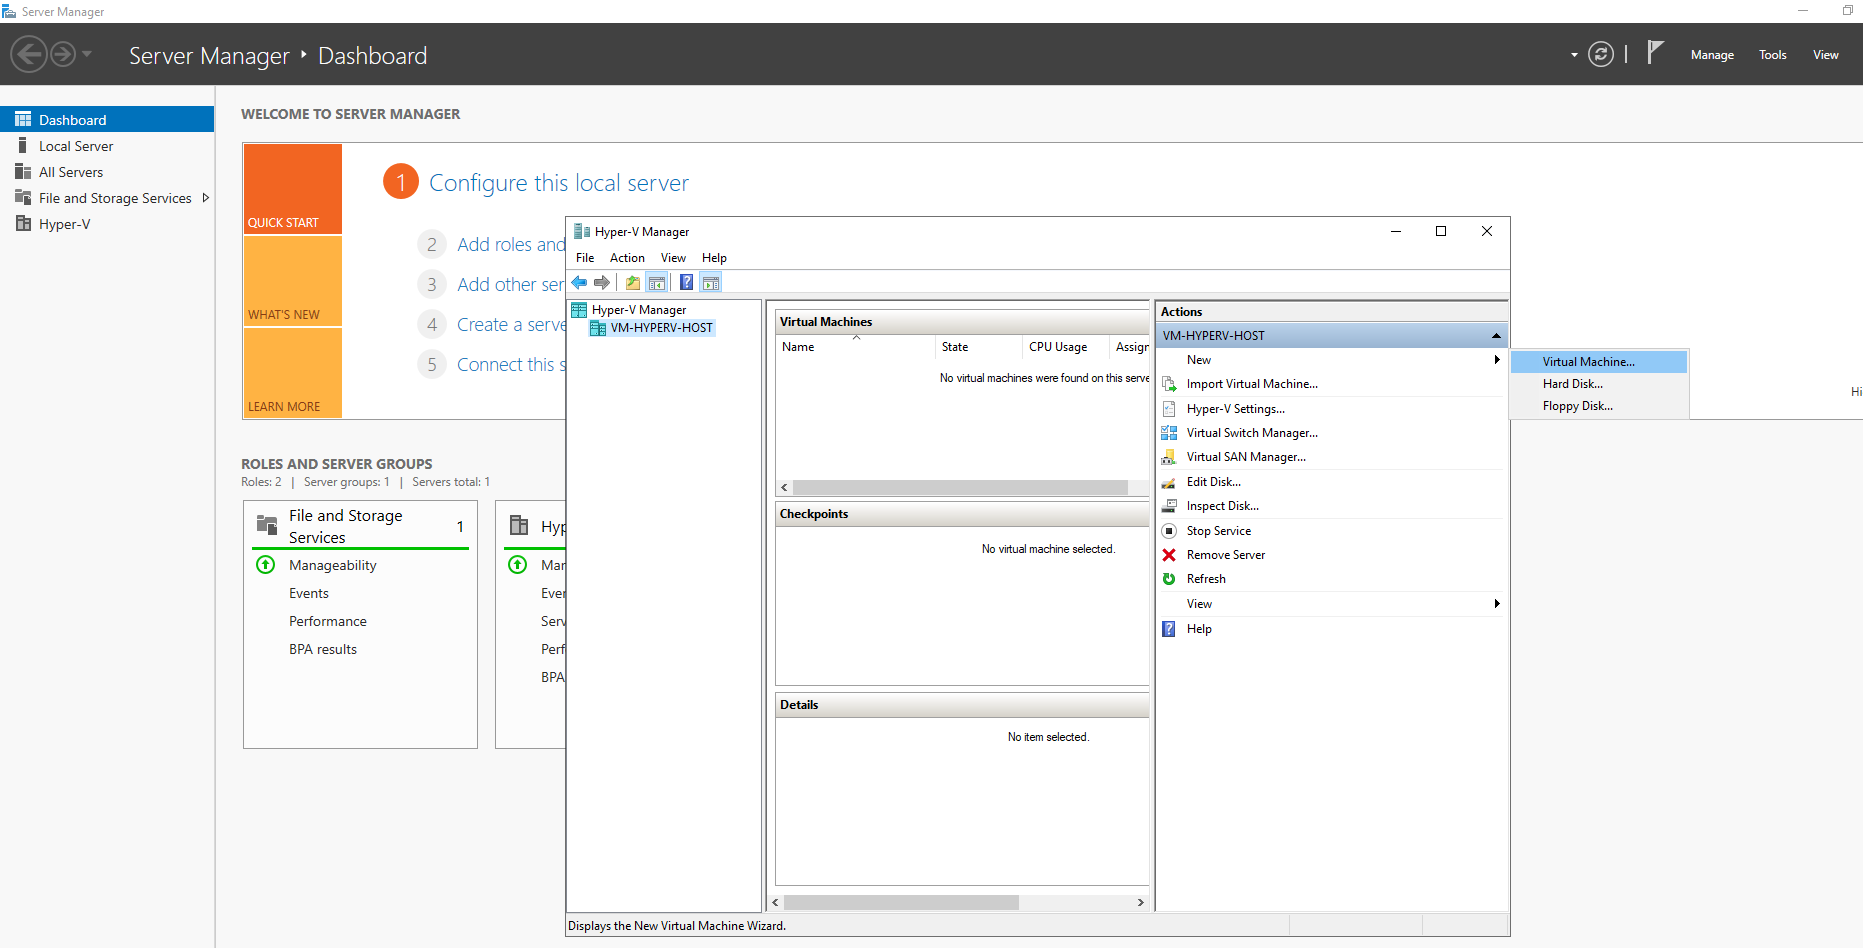 Server Manager
Server Manager ‣ Dashboard
Manage Tools View
Dashboard
Local Server
All Servers
File and Storage Services
Hyper-V
WELCOME TO SERVER MANAGER
QUICK START
WHAT'S NEW
LEARN MORE
1 Configure this local server
2 Add roles and
3 Add other ser
4 Create a serve
5 Connect this s
Hi
ROLES AND SERVER GROUPS
Roles: 2 | Server groups: 1 | Servers total: 1
File and Storage
Services
1
Manageability
Events
Performance
BPA results
Hyp
Mar
Ever
Serv
Perf
BPA
Hyper-V Manager
File Action View Help
Hyper-V Manager
VM-HYPERV-HOST
Virtual Machines
Name State CPU Usage Assign
No virtual machines were found on this serve
Checkpoints
No virtual machine selected.
Details
No item selected.
Actions
VM-HYPERV-HOST
New
Import Virtual Machine...
Hyper-V Settings...
Virtual Switch Manager...
Virtual SAN Manager...
Edit Disk...
Inspect Disk...
Stop Service
Remove Server
Refresh
View
Help
Virtual Machine...
Hard Disk...
Floppy Disk...
Displays the New Virtual Machine Wizard.